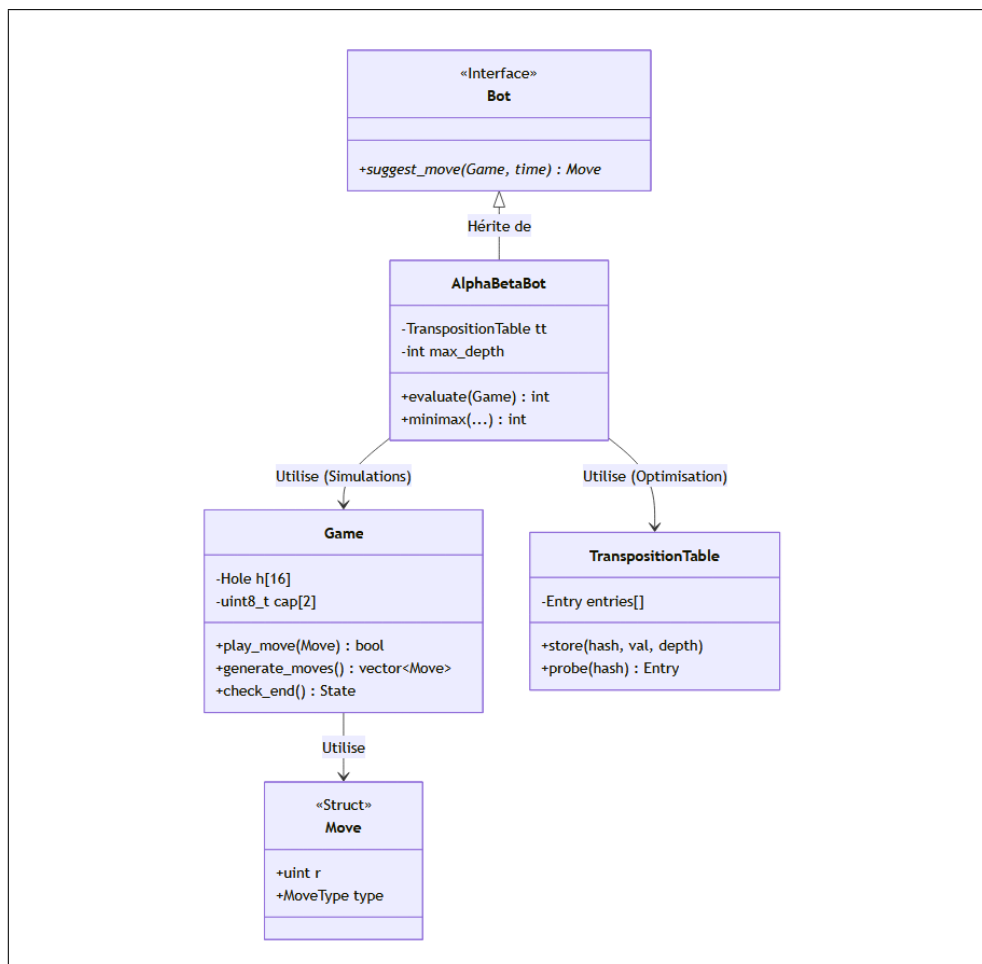 «Interface»
Bot
+suggest_move(Game, time) : Move
Hérite de
AlphaBetaBot
-TranspositionTable tt
-int max_depth
+evaluate(Game) : int
+minimax(...) : int
Utilise (Simulations)
Utilise (Optimisation)
Game
-Hole h[16]
-uint8_t cap[2]
+play_move(Move) : bool
+generate_moves() : vector<Move>
+check_end() : State
TranspositionTable
-Entry entries[]
+store(hash, val, depth)
+probe(hash) : Entry
Utilise
«Struct»
Move
+uint r
+MoveType type